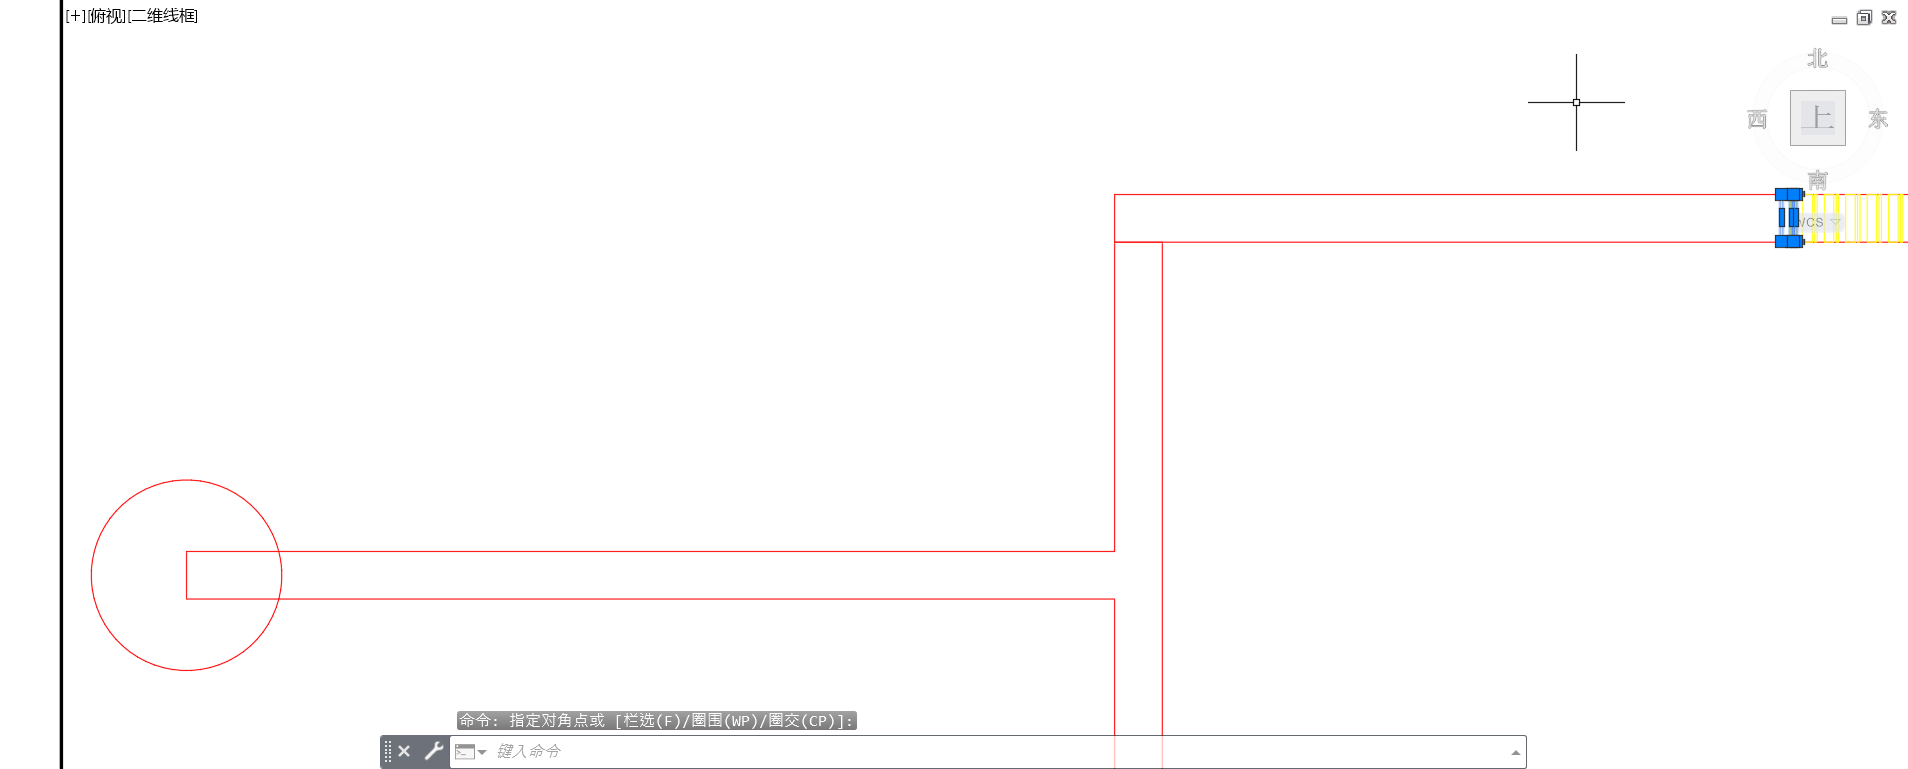 [+][俯视][二维线框]
北
西 上 东
南
命令: 指定对角点或 [栏选(F)/圈围(WP)/圈交(CP)]:
键入命令